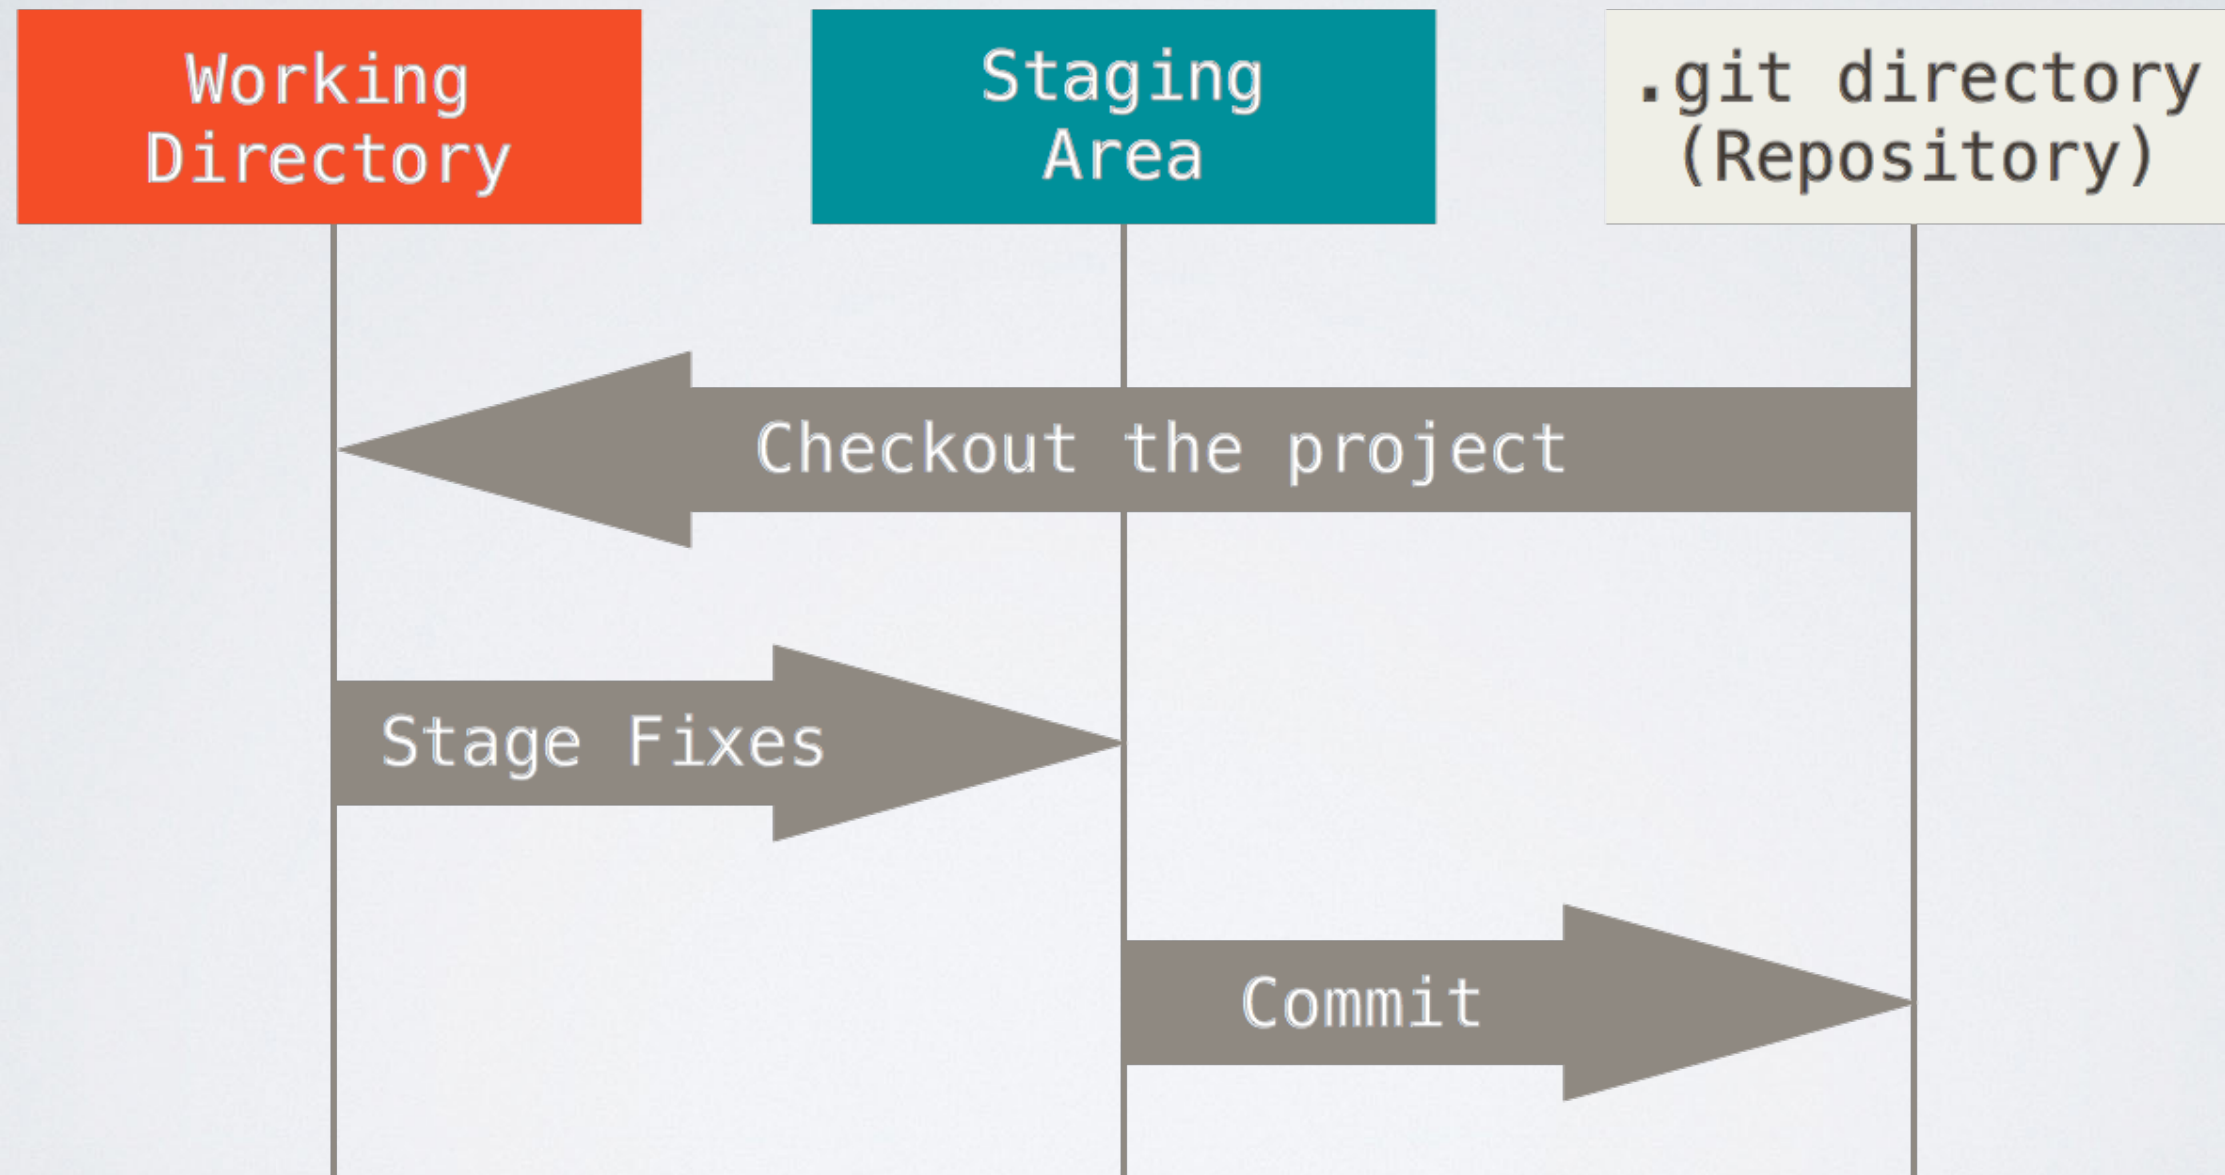 Working
Directory
Staging
Area
.git directory
(Repository)
Checkout the project
Stage Fixes
Commit